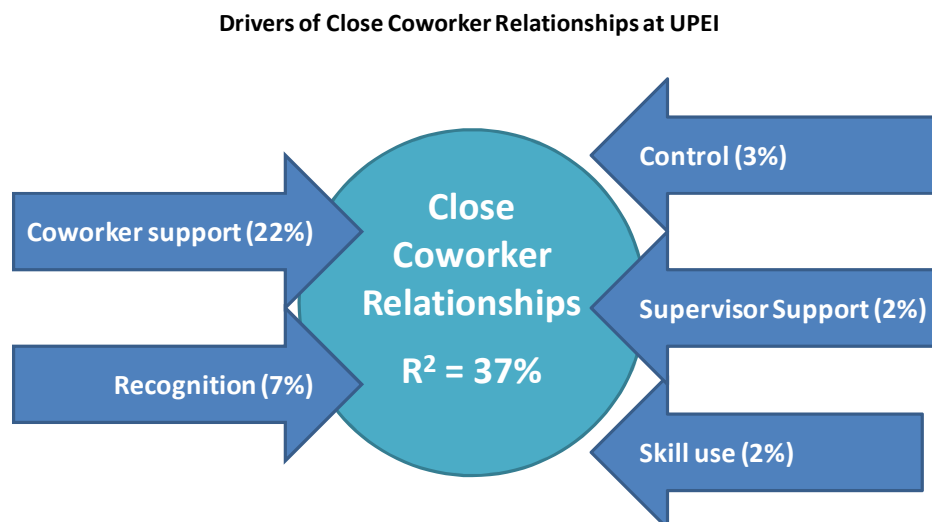 Drivers of Close Coworker Relationships at UPEI
Coworker support (22%)
Recognition (7%)
Close
Coworker
Relationships
R² = 37%
Control (3%)
Supervisor Support (2%)
Skill use (2%)